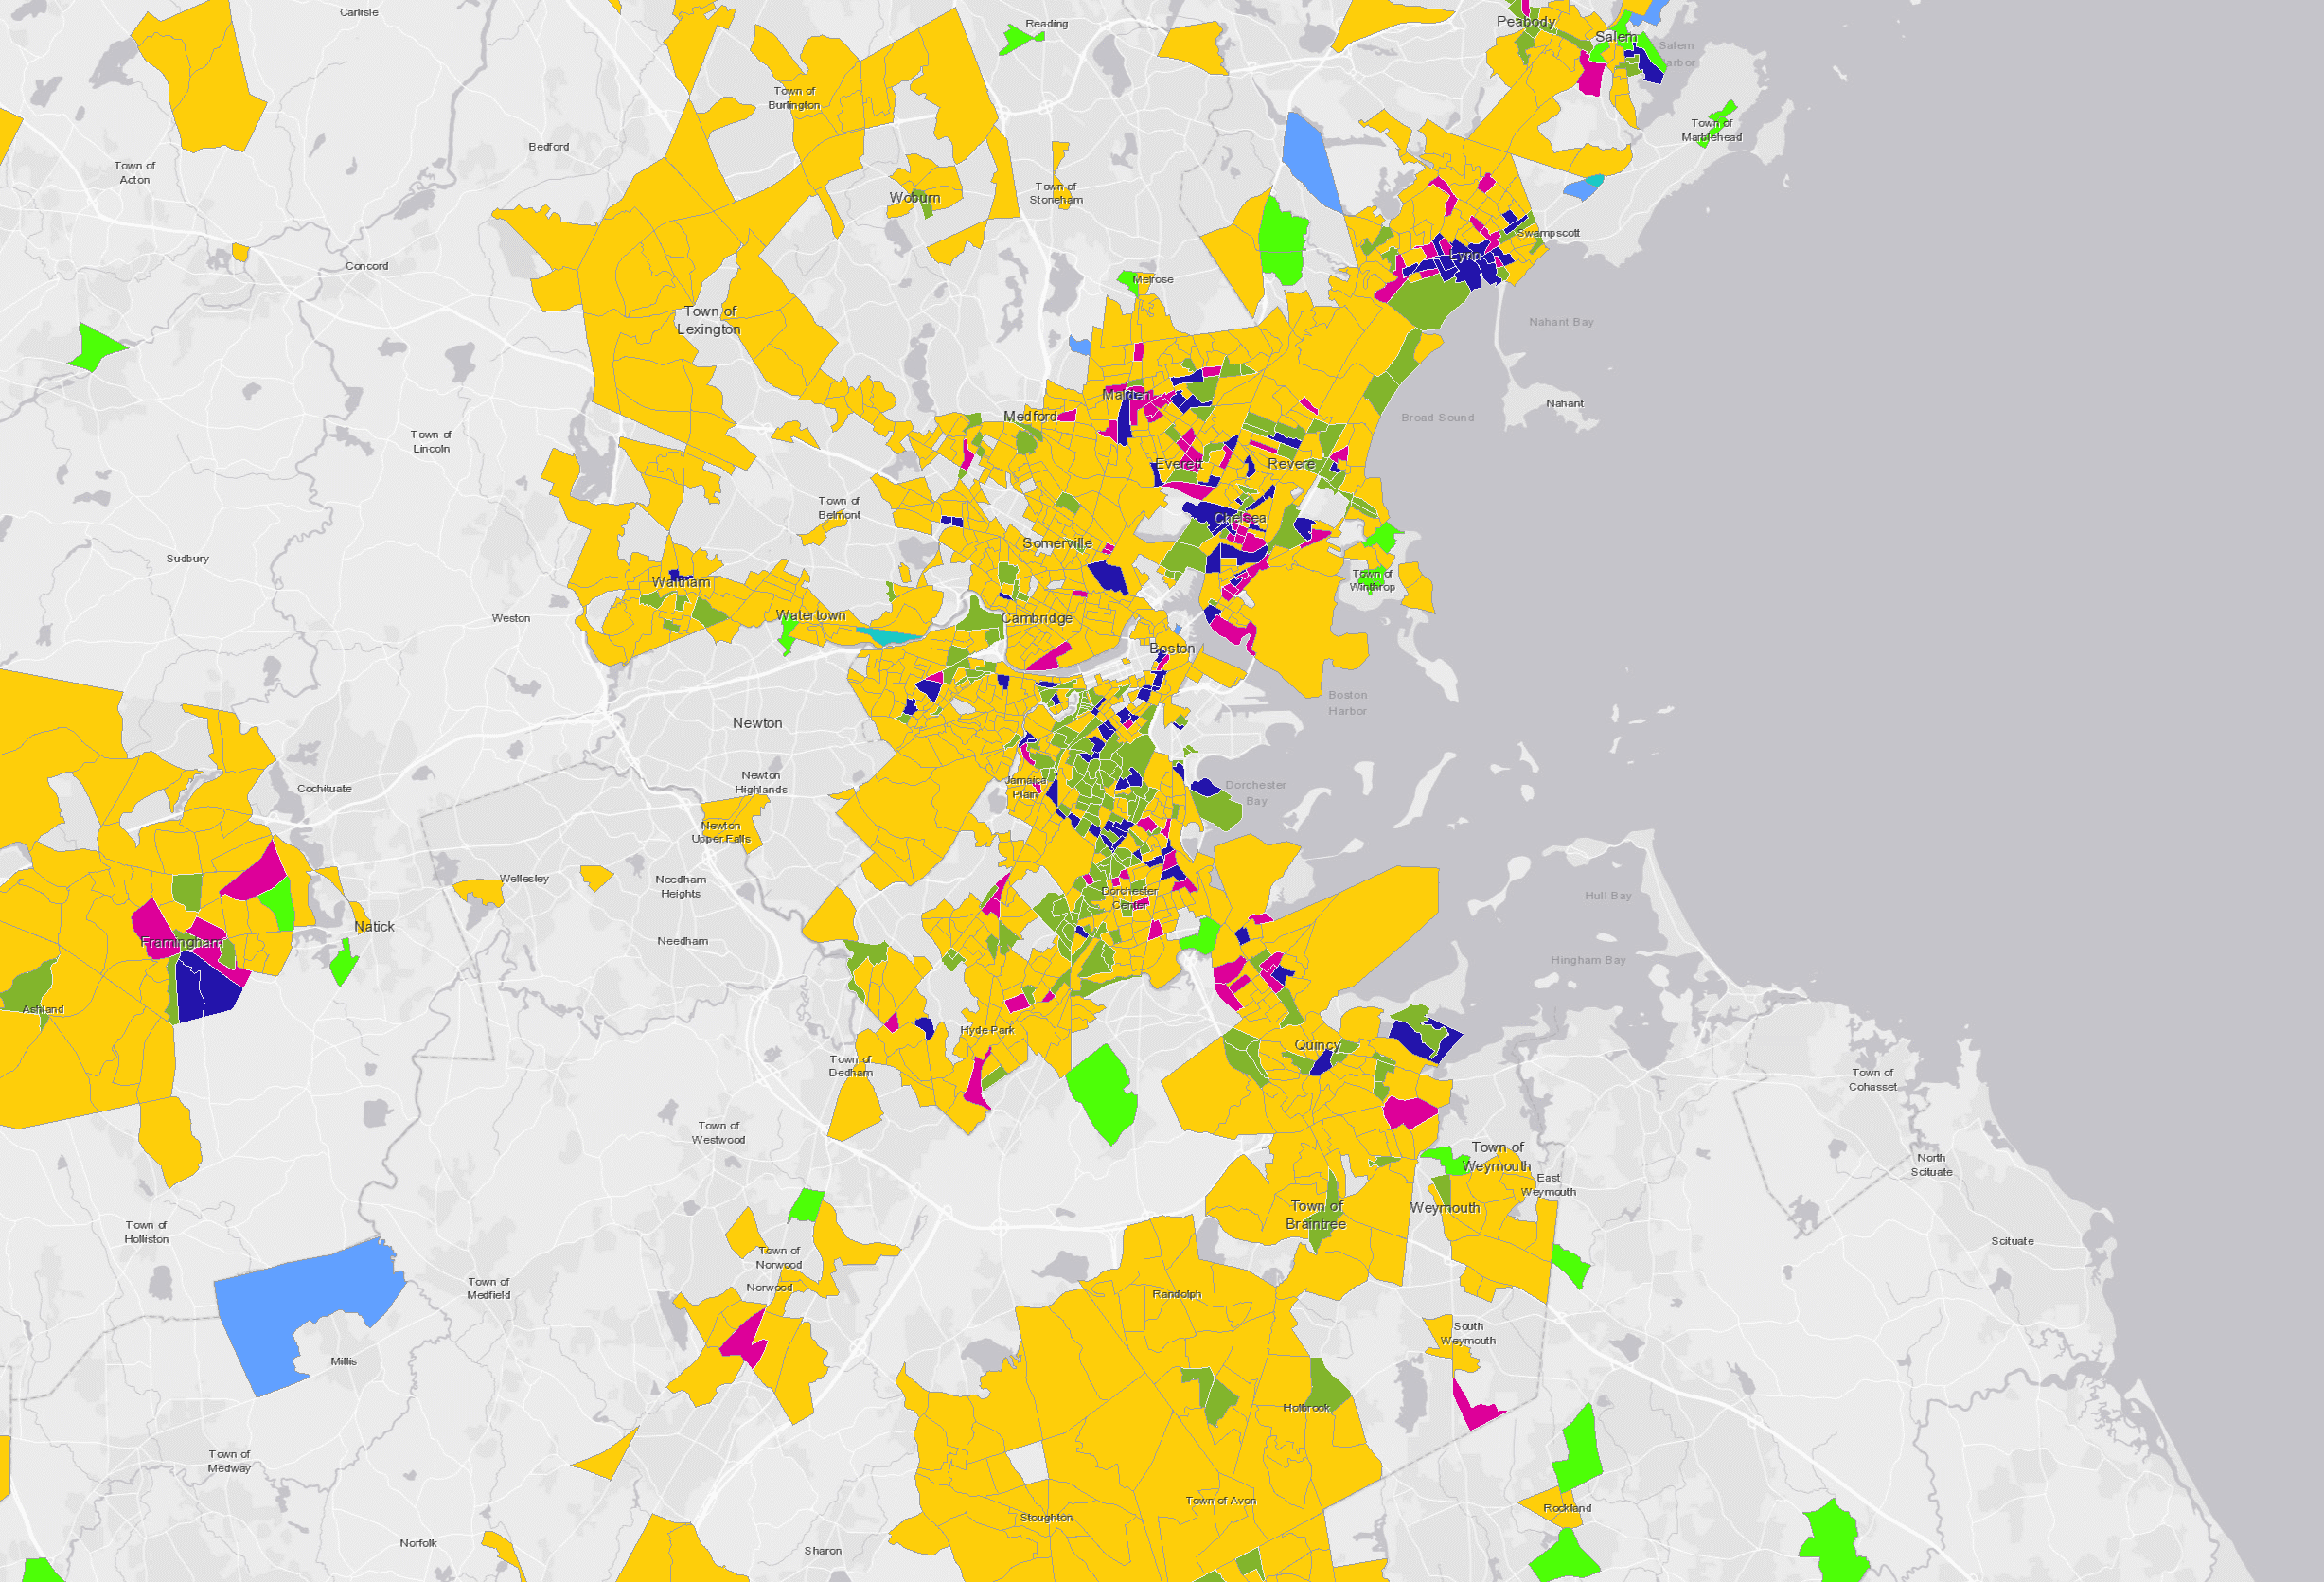 Carlisle
Reading
Peabody
Salem
Salem
arbor
Town of
Burlington
Town of
Marblehead
Bedford
Town of
Acton
Woburn
Town of
Stoneham
Swampscott
Lynn
Concord
Melrose
Town of
Lexington
Nahant Bay
Malden
Medford
Nahant
Broad Sound
Town of
Lincoln
Everett
Revere
Town of
Belmont
Chelsea
Somerville
Sudbury
Waltham
Town of
Winthrop
Weston
Watertown
Cambridge
Boston
Boston
Harbor
Newton
Newton
Highlands
Jamaica
Plain
Cochituate
Dorchester
Bay
Newton
Upper Falls
Wellesley
Needham
Heights
Dorchester
Center
Hull Bay
Natick
Framingham
Needham
Hingham Bay
Ashland
Hyde Park
Quincy
Town of
Dedham
Town of
Cohasset
Town of
Westwood
Town of
Weymouth
North
Scituate
East
Weymouth
Weymouth
Town of
Braintree
Town of
Holliston
Scituate
Town of
Norwood
Norwood
Town of
Medfield
Randolph
South
Weymouth
Millis
Holbrook
Town of
Medway
Town of Avon
Rockland
Stoughton
Norfolk
Sharon